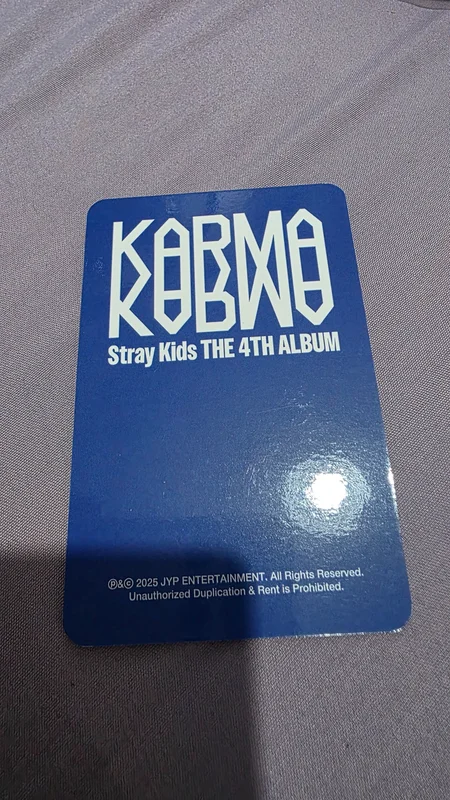 KARMA
Stray Kids THE 4TH ALBUM
℗&© 2025 JYP ENTERTAINMENT. All Rights Reserved.
Unauthorized Duplication & Rent is Prohibited.